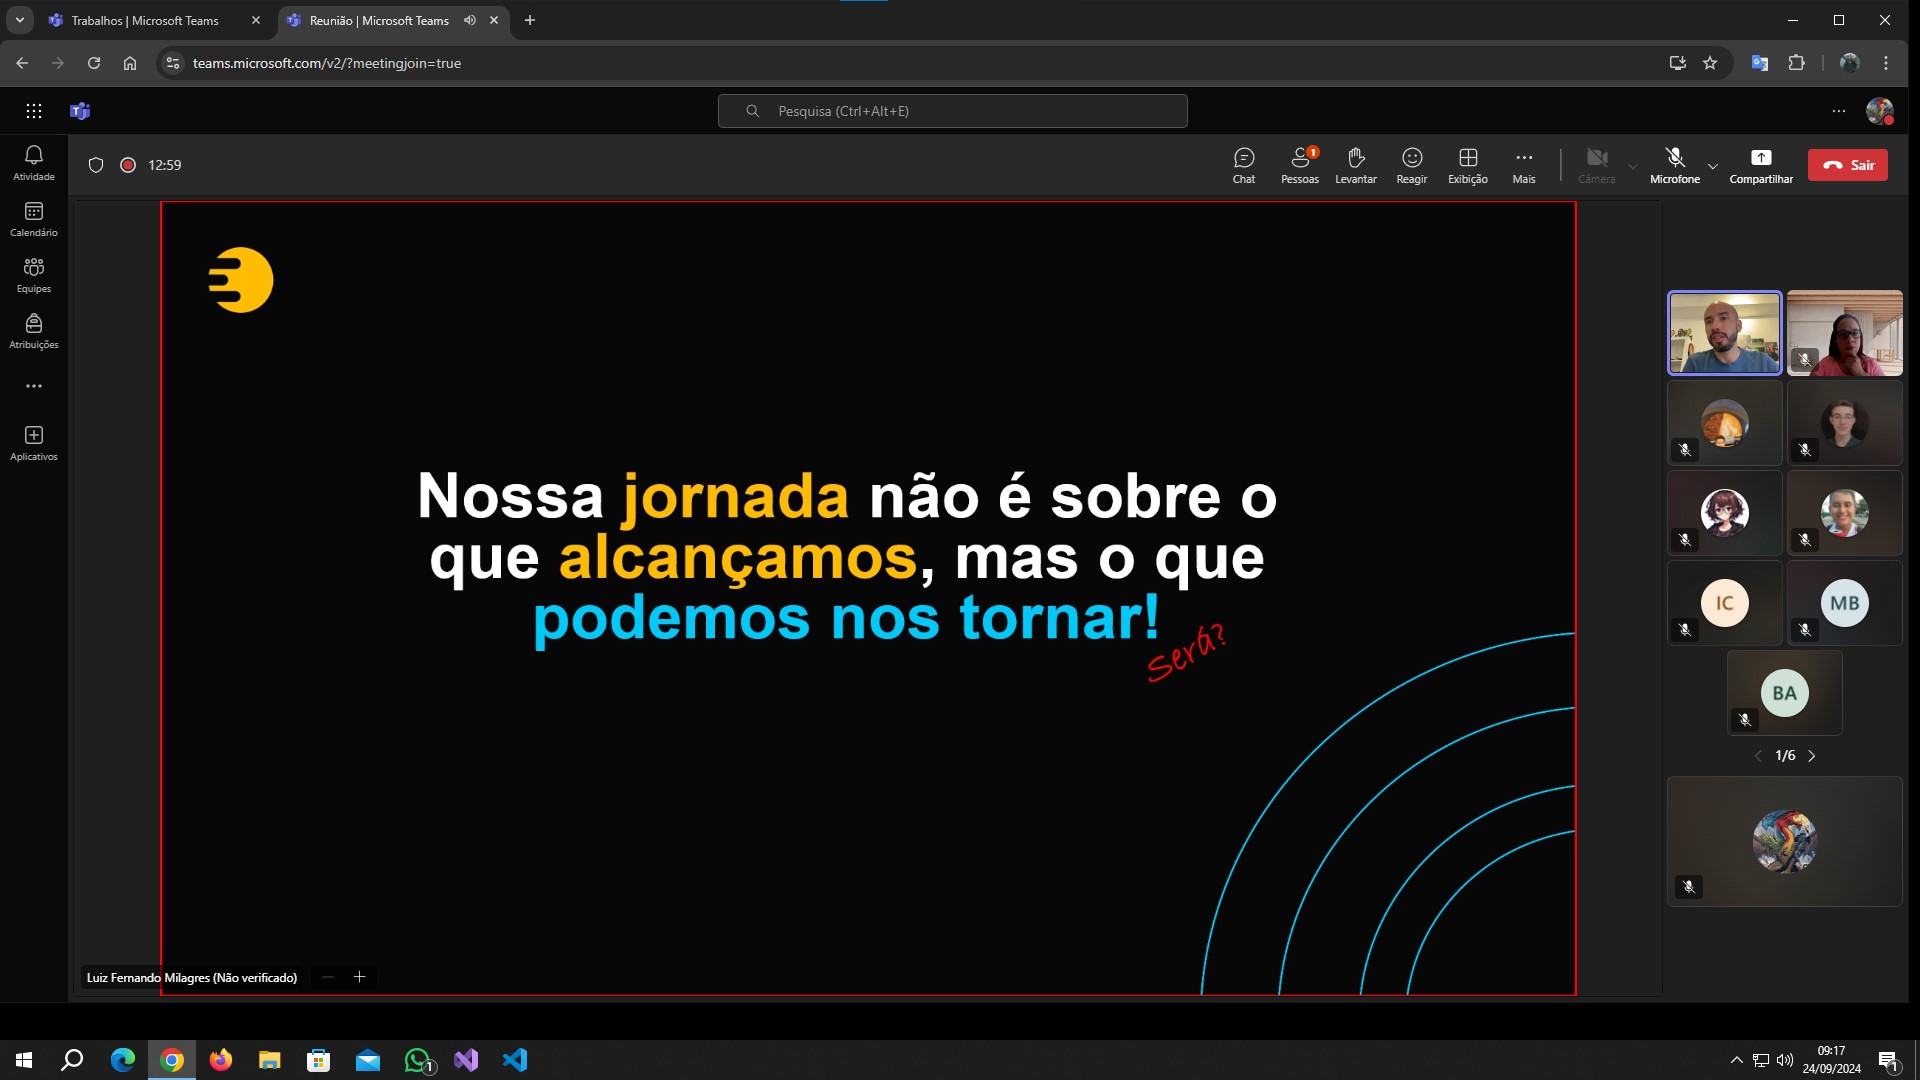 Trabalhos | Microsoft Teams
Reunião | Microsoft Teams
teams.microsoft.com/v2/?meetingjoin=true
Pesquisa (Ctrl+Alt+E)
12:59
1
Chat
Pessoas
Levantar
Reagir
Exibição
Mais
Câmera
Microfone
Compartilhar
Sair
Atividade
Calendário
Equipes
Atribuições
Aplicativos
Nossa jornada não é sobre o
que alcançamos, mas o que
podemos nos tornar!
Será?
IC
MB
BA
1/6
Luiz Fernando Milagres (Não verificado)
1
09:17
24/09/2024
1